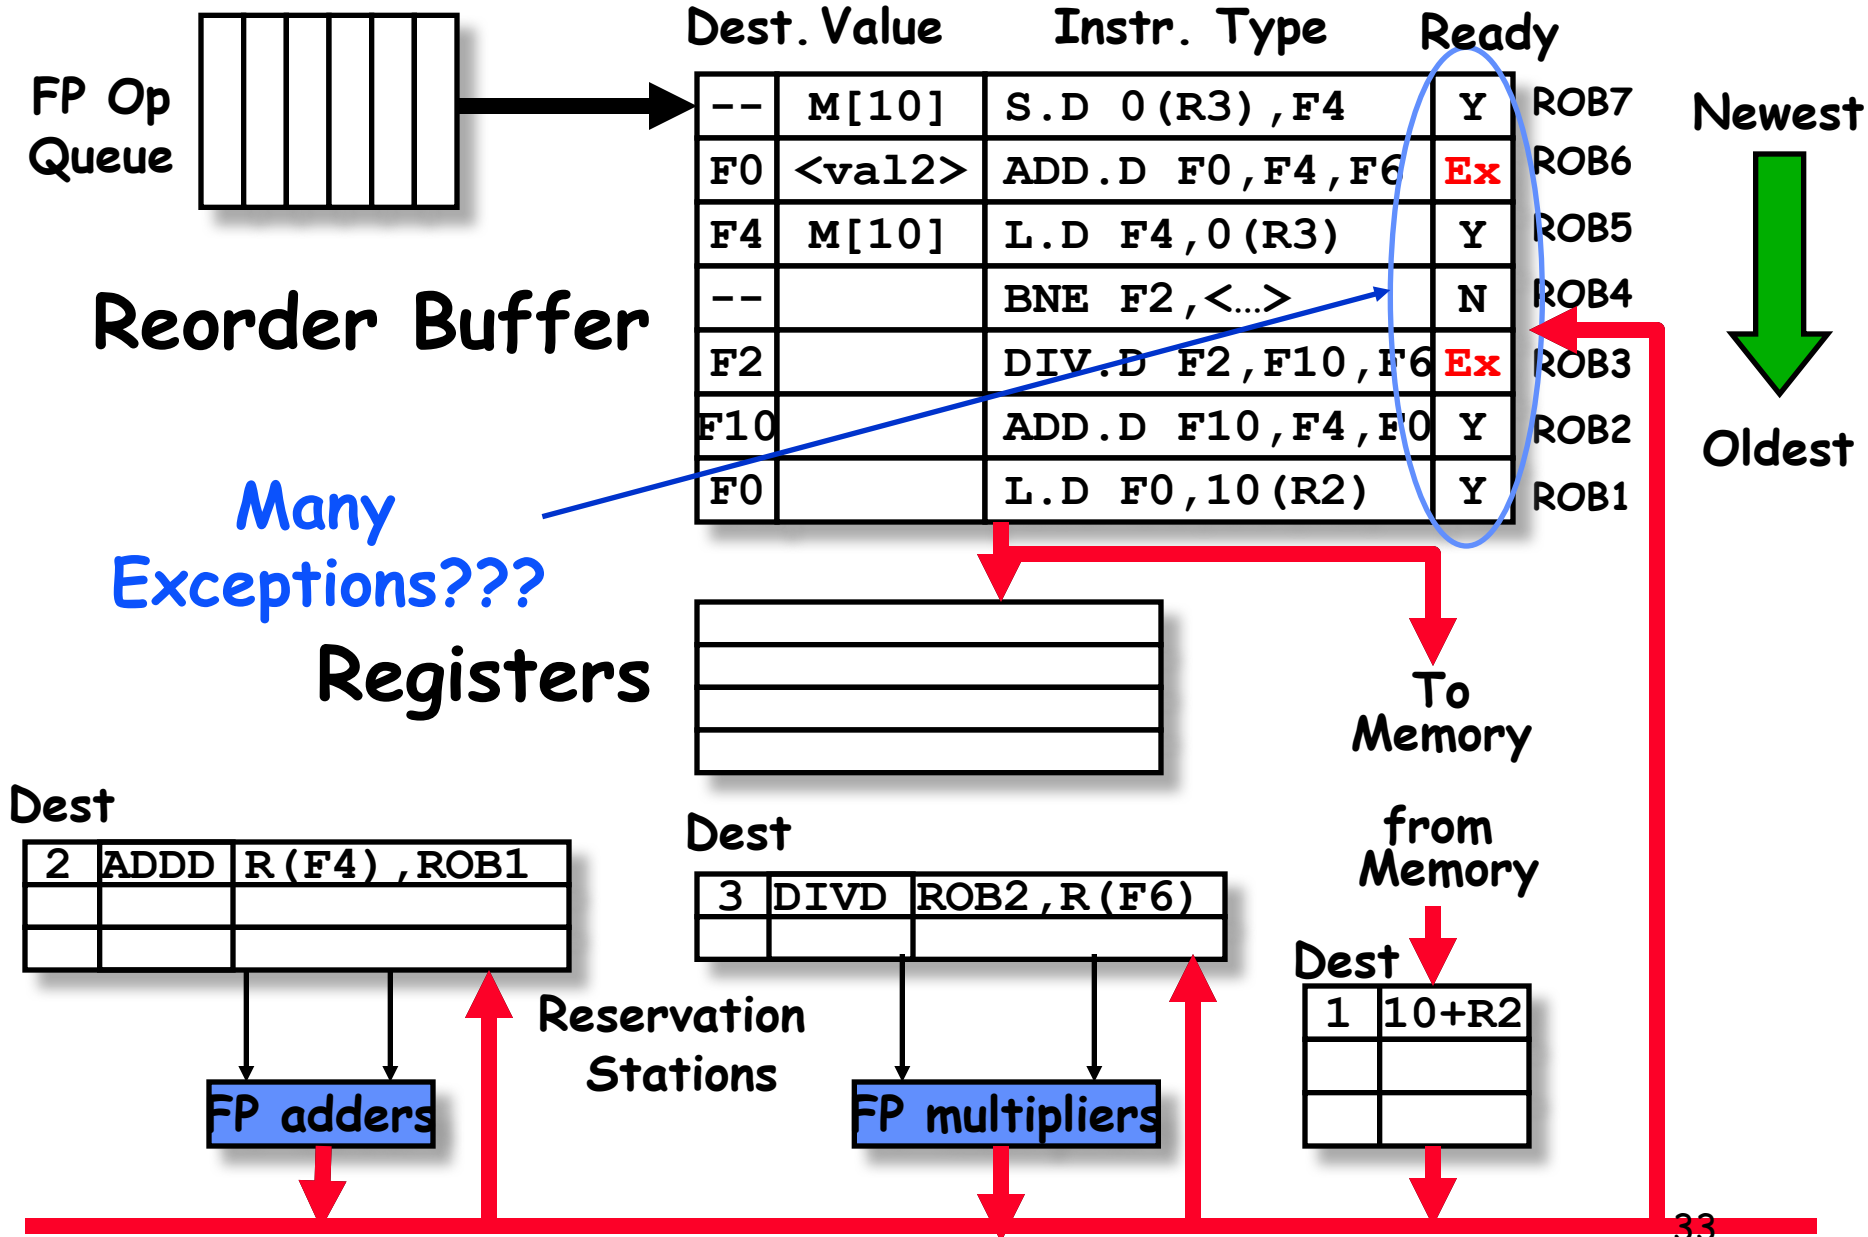 Dest. Value Instr. Type Ready
FP Op
Queue
-- M[10] S.D 0(R3),F4 Y ROB7
F0 <val2> ADD.D F0,F4,F6 Ex ROB6
F4 M[10] L.D F4,0(R3) Y ROB5
-- BNE F2,<…> N ROB4
F2 DIV.D F2,F10,F6 Ex ROB3
F10 ADD.D F10,F4,F0 Y ROB2
F0 L.D F0,10(R2) Y ROB1
Newest
Oldest
Reorder Buffer
Many
Exceptions???
Registers
To
Memory
from
Memory
Dest
2 ADDD R(F4),ROB1
Dest
3 DIVD ROB2,R(F6)
Dest
1 10+R2
Reservation
Stations
FP adders
FP multipliers
33